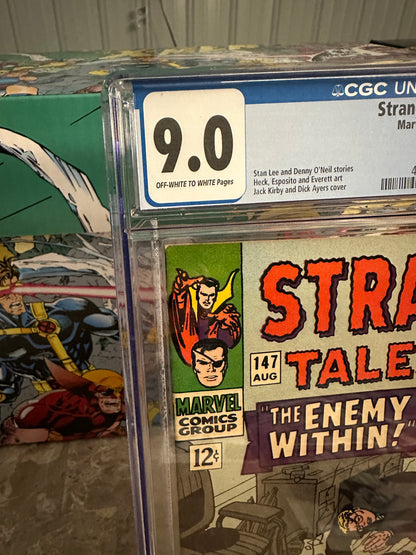 CGC UN
9.0
OFF-WHITE TO WHITE Pages
Stran
Mar
Stan Lee and Denny O'Neil stories
Heck, Esposito and Everett art
Jack Kirby and Dick Ayers cover
4
STRA
TALE
147
AUG
MARVEL
COMICS
GROUP
12¢
"THE ENEMY
WITHIN!"